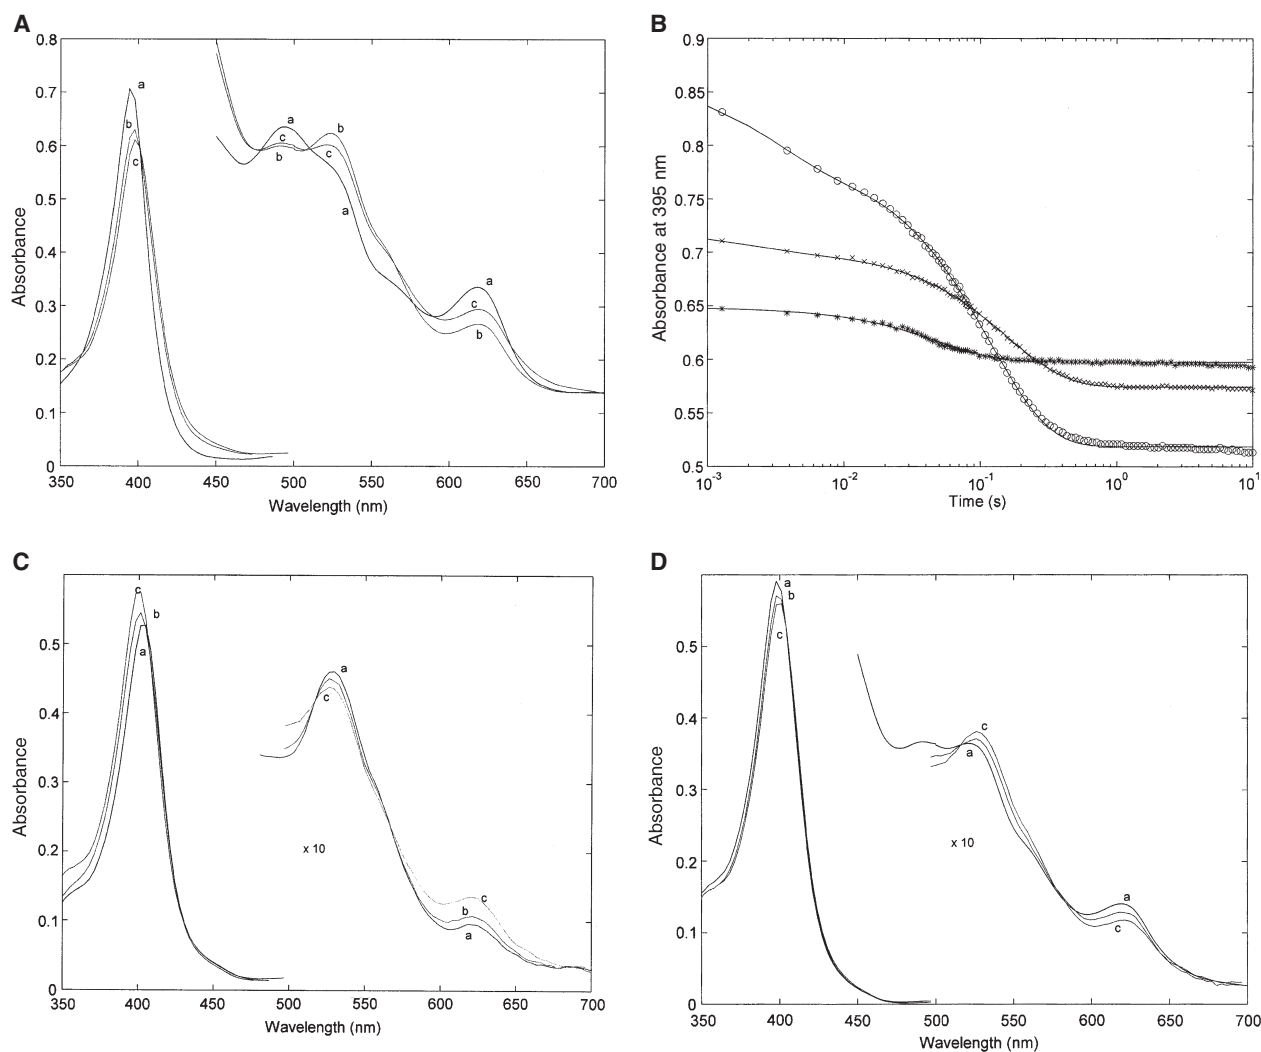 A
0.8
0.7
0.6
0.5
0.4
0.3
0.2
0.1
0
Absorbance
a
b
c
a
c
b
b
c
a
a
c
b
350 400 450 500 550 600 650 700
Wavelength (nm)
B
0.9
0.85
0.8
0.75
0.7
0.65
0.6
0.55
0.5
Absorbance at 395 nm
10-3 10-2 10-1 100 101
Time (s)
C
0.5
0.4
0.3
0.2
0.1
0
Absorbance
c
b
a
a
c
x 10
c
b
a
350 400 450 500 550 600 650 700
Wavelength (nm)
D
0.5
0.4
0.3
0.2
0.1
0
Absorbance
a
b
c
c
a
x 10
a
c
350 400 450 500 550 600 650 700
Wavelength (nm)